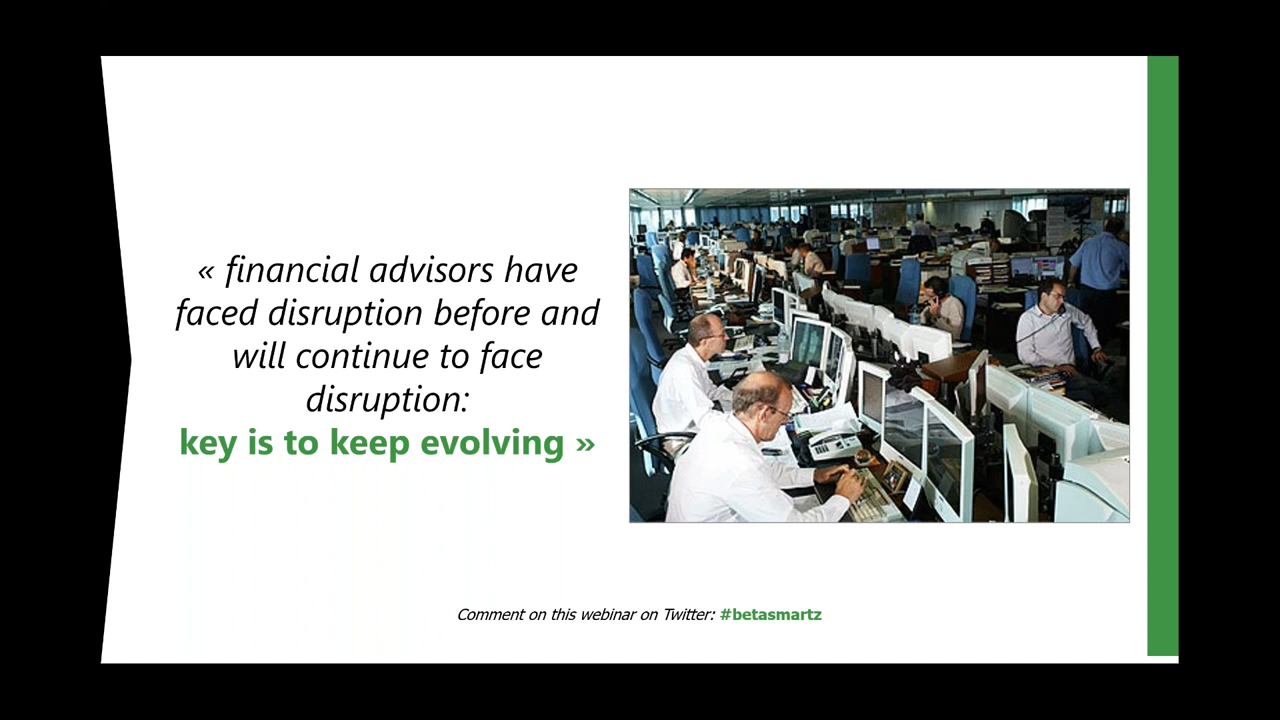 « financial advisors have
faced disruption before and
will continue to face
disruption:
key is to keep evolving »
Comment on this webinar on Twitter: #betasmartz